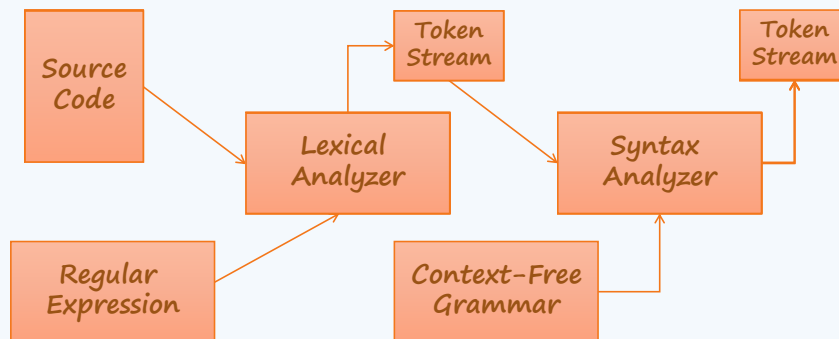 Source
Code
Token
Stream
Token
Stream
Lexical
Analyzer
Syntax
Analyzer
Regular
Expression
Context-Free
Grammar